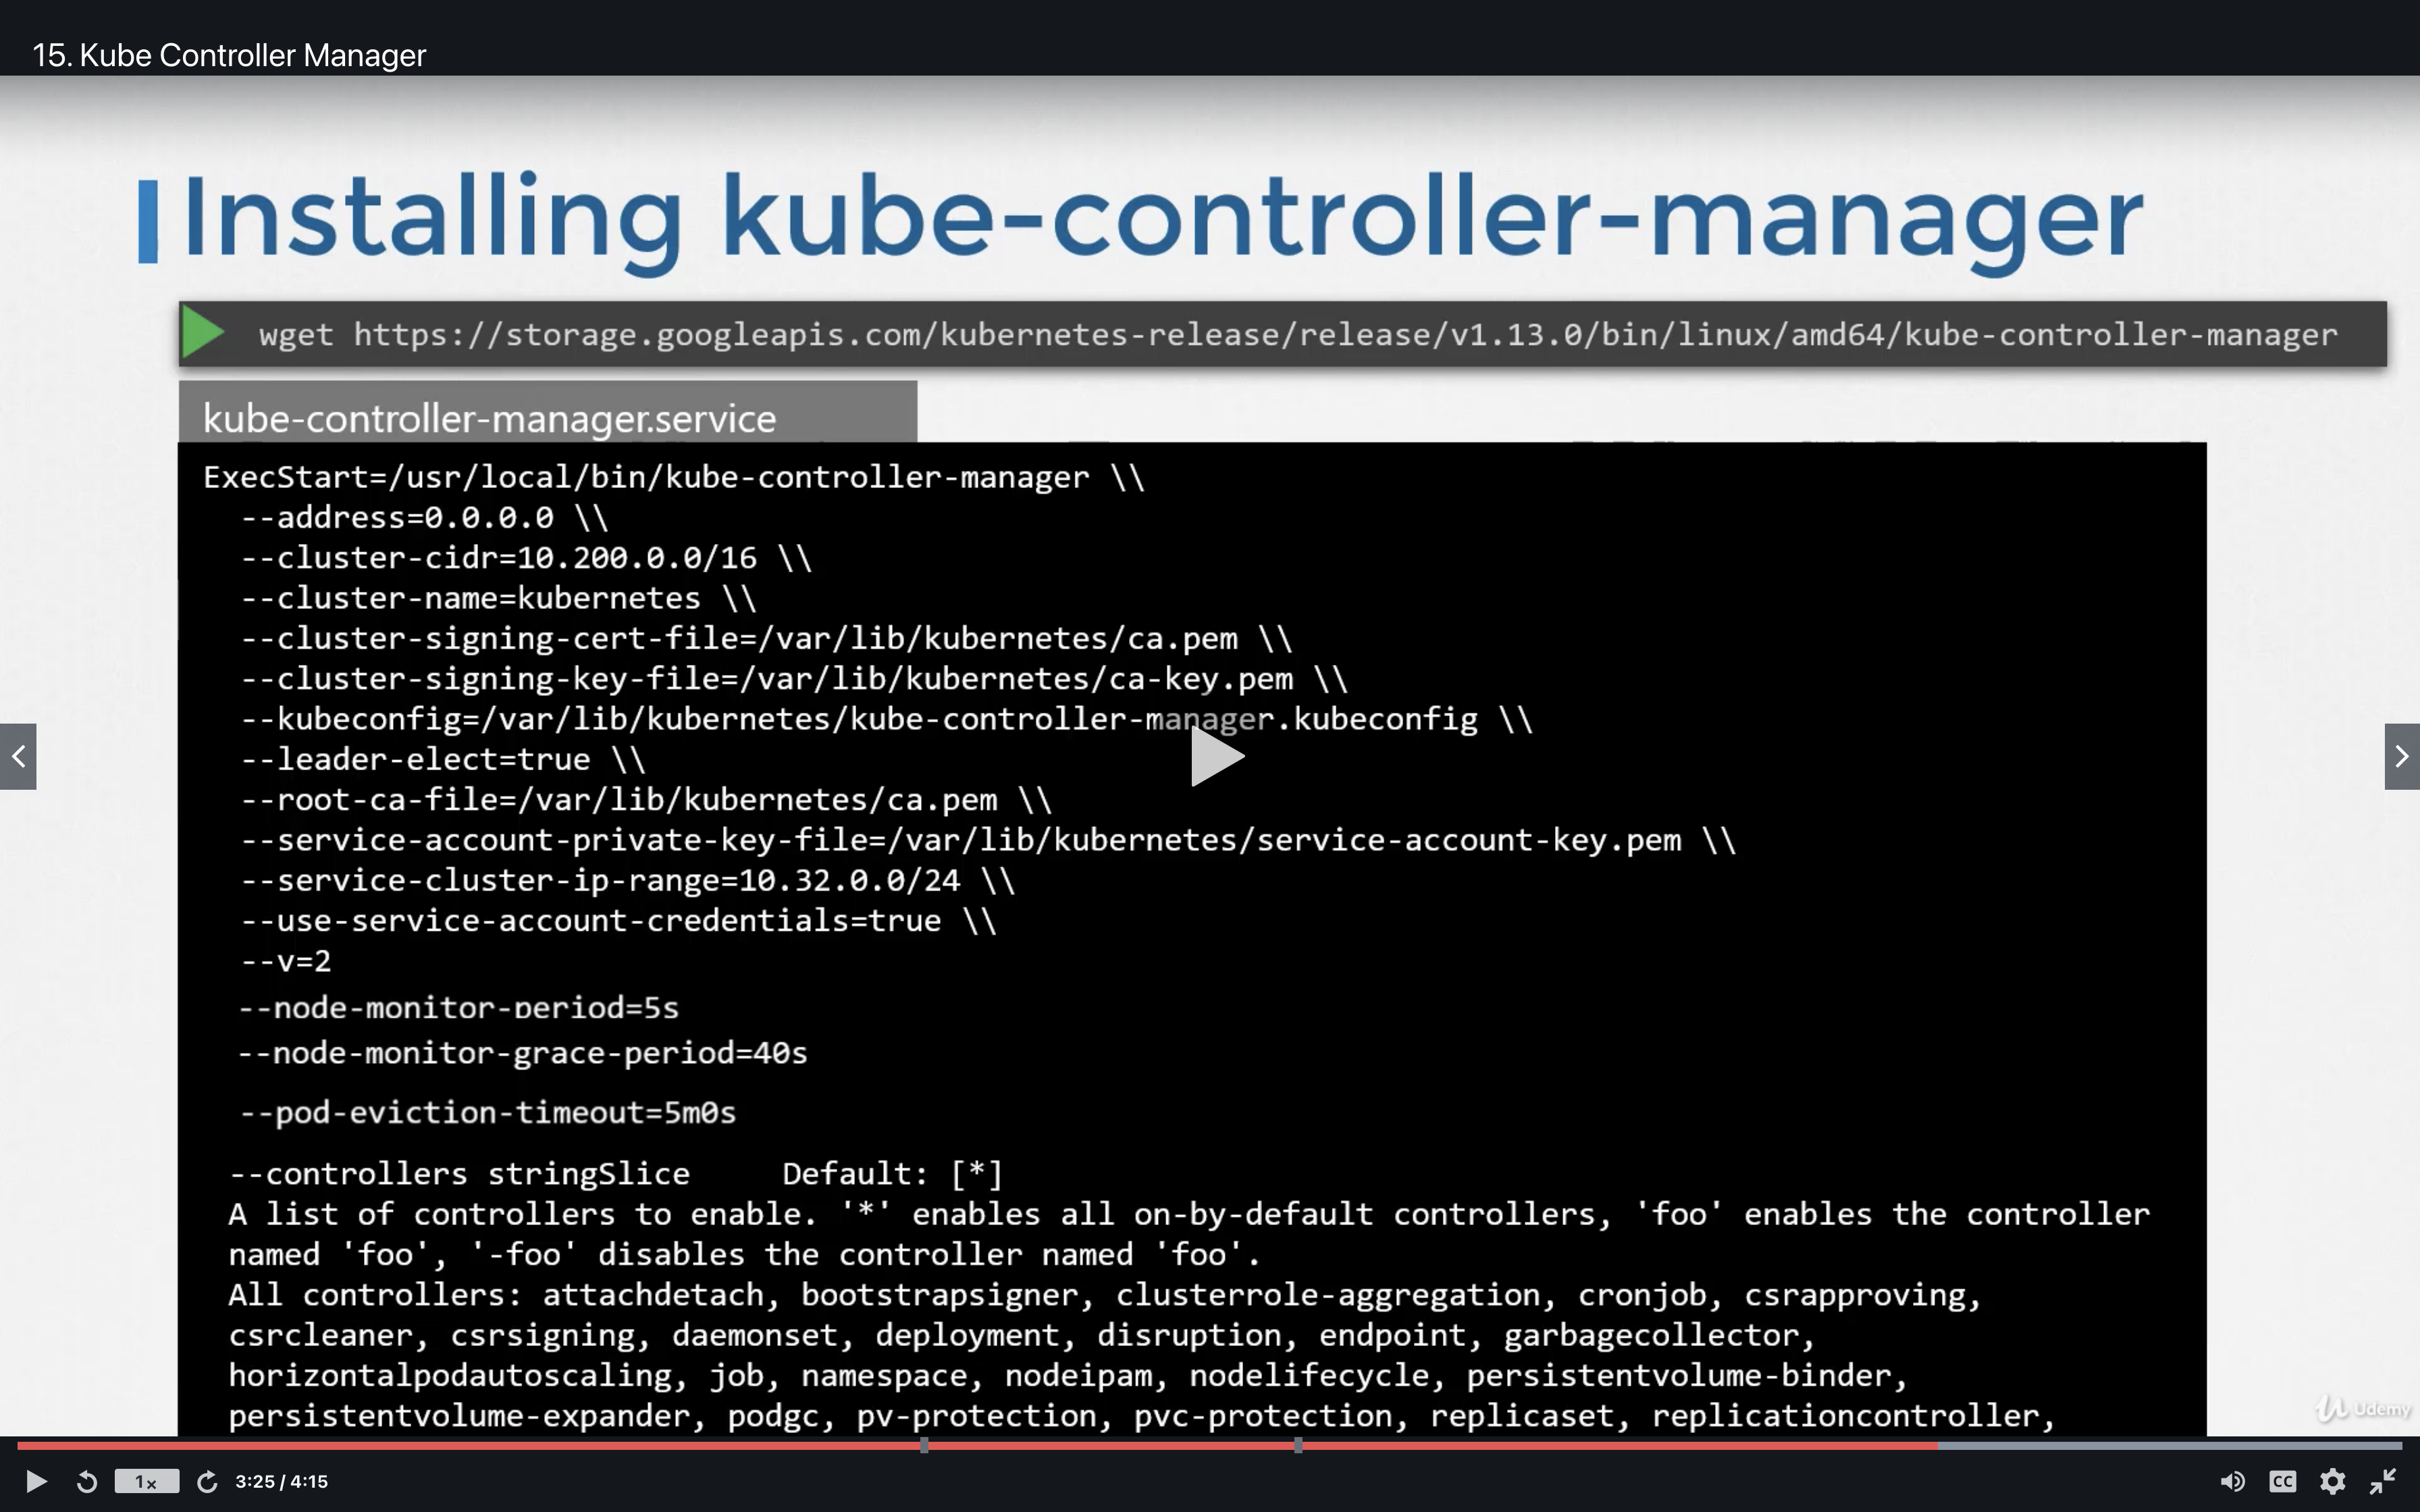 15. Kube Controller Manager
Installing kube-controller-manager
wget https://storage.googleapis.com/kubernetes-release/release/v1.13.0/bin/linux/amd64/kube-controller-manager
kube-controller-manager.service
ExecStart=/usr/local/bin/kube-controller-manager \\
--address=0.0.0.0 \\
--cluster-cidr=10.200.0.0/16 \\
--cluster-name=kubernetes \\
--cluster-signing-cert-file=/var/lib/kubernetes/ca.pem \\
--cluster-signing-key-file=/var/lib/kubernetes/ca-key.pem \\
--kubeconfig=/var/lib/kubernetes/kube-controller-manager.kubeconfig \\
--leader-elect=true \\
--root-ca-file=/var/lib/kubernetes/ca.pem \\
--service-account-private-key-file=/var/lib/kubernetes/service-account-key.pem \\
--service-cluster-ip-range=10.32.0.0/24 \\
--use-service-account-credentials=true \\
--v=2
--node-monitor-period=5s
--node-monitor-grace-period=40s
--pod-eviction-timeout=5m0s
--controllers stringSlice Default: [*]
A list of controllers to enable. '*' enables all on-by-default controllers, 'foo' enables the controller
named 'foo', '-foo' disables the controller named 'foo'.
All controllers: attachdetach, bootstrapsigner, clusterrole-aggregation, cronjob, csrapproving,
csrcleaner, csrsigning, daemonset, deployment, disruption, endpoint, garbagecollector,
horizontalpodautoscaling, job, namespace, nodeipam, nodelifecycle, persistentvolume-binder,
persistentvolume-expander, podgc, pv-protection, pvc-protection, replicaset, replicationcontroller,
Udemy
1x
3:25 / 4:15
CC